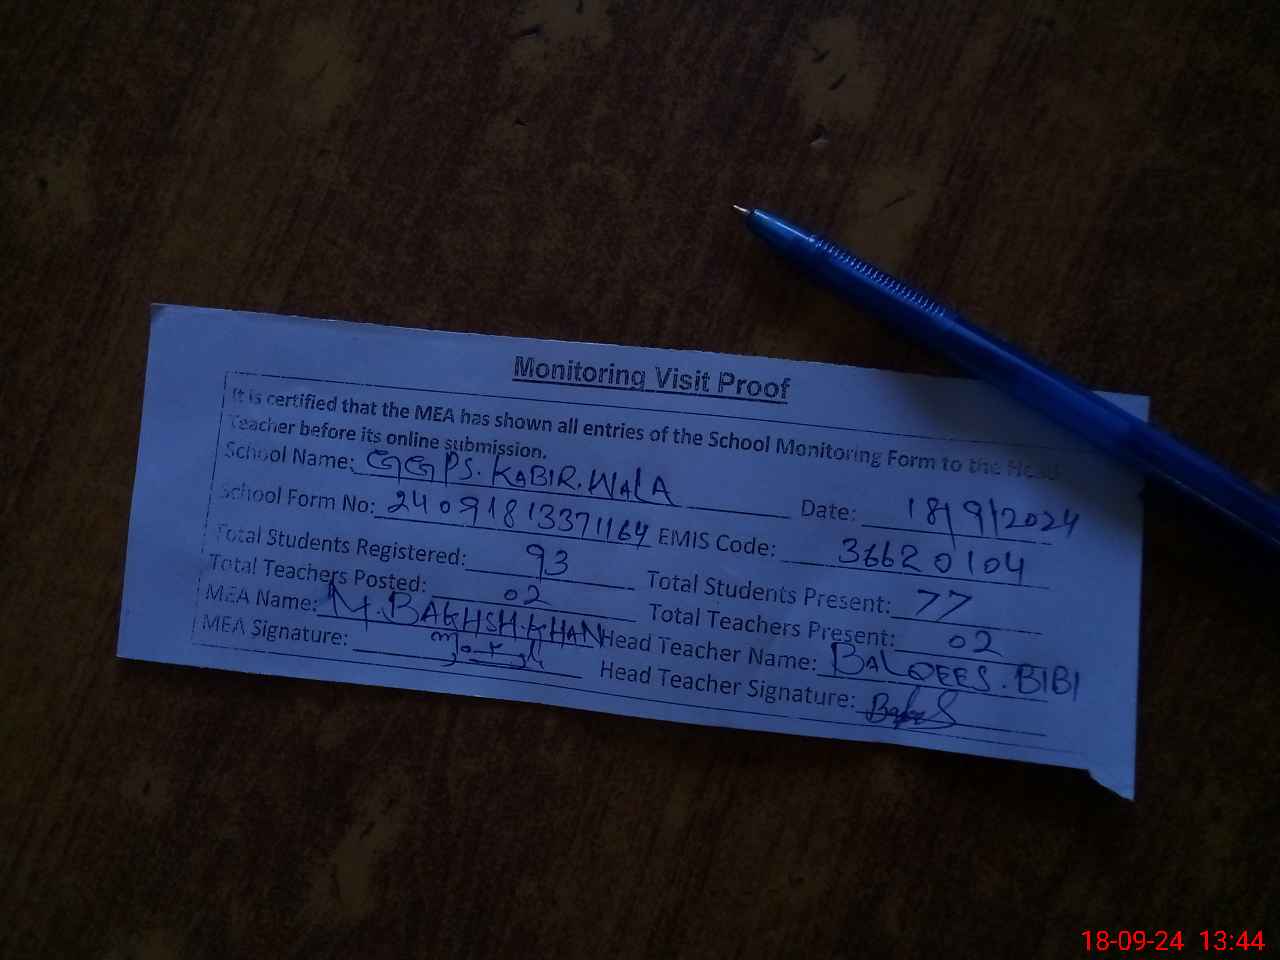 Monitoring Visit Proof
It is certified that the MEA has shown all entries of the School Monitoring Form to the Head
Teacher before its online submission.
School Name: GGPS. KABIR. WALA Date: 18/9/2024
School Form No: 240918133711 64 EMIS Code: 36620104
Total Students Registered: 93 Total Students Present: 77
Total Teachers Posted: 02 Total Teachers Present: 02
MEA Name: M. BAKHSH. KHAN Head Teacher Name: BALQEES. BIBI
MEA Signature: Head Teacher Signature:
18-09-24 13:44